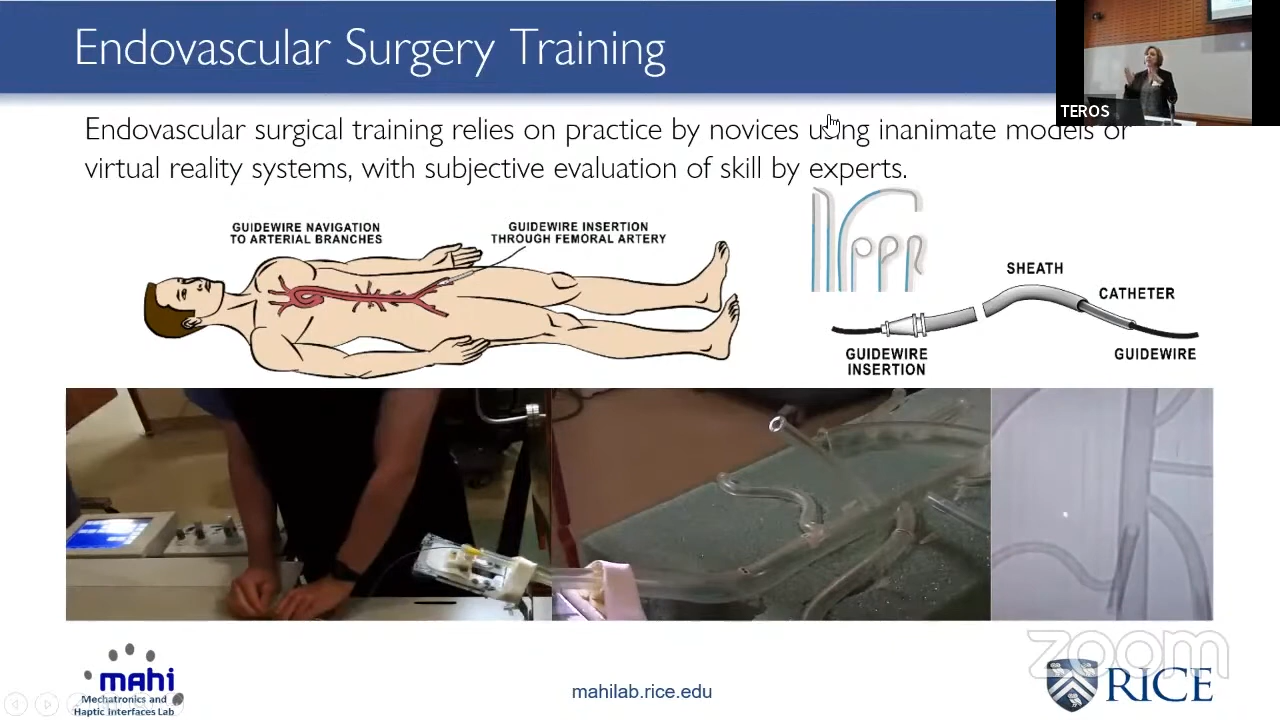 Endovascular Surgery Training
TEROS
Endovascular surgical training relies on practice by novices using inanimate models or
virtual reality systems, with subjective evaluation of skill by experts.
GUIDEWIRE NAVIGATION
TO ARTERIAL BRANCHES
GUIDEWIRE INSERTION
THROUGH FEMORAL ARTERY
SHEATH
CATHETER
GUIDEWIRE
INSERTION
GUIDEWIRE
zoom
mahi
Mechatronics and
Haptic Interfaces Lab
mahilab.rice.edu
RICE